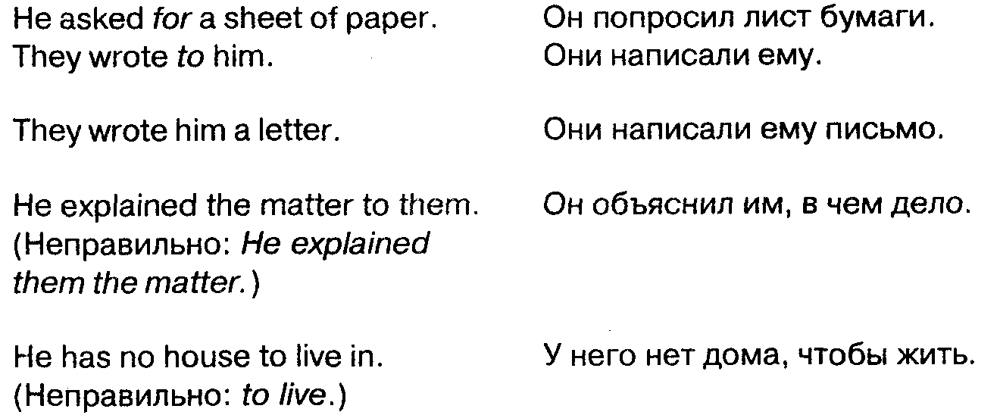 He asked for a sheet of paper. Он попросил лист бумаги.
They wrote to him. Они написали ему.
They wrote him a letter. Они написали ему письмо.
He explained the matter to them. Он объяснил им, в чем дело.
(Неправильно: He explained
them the matter.)
He has no house to live in. У него нет дома, чтобы жить.
(Неправильно: to live.)